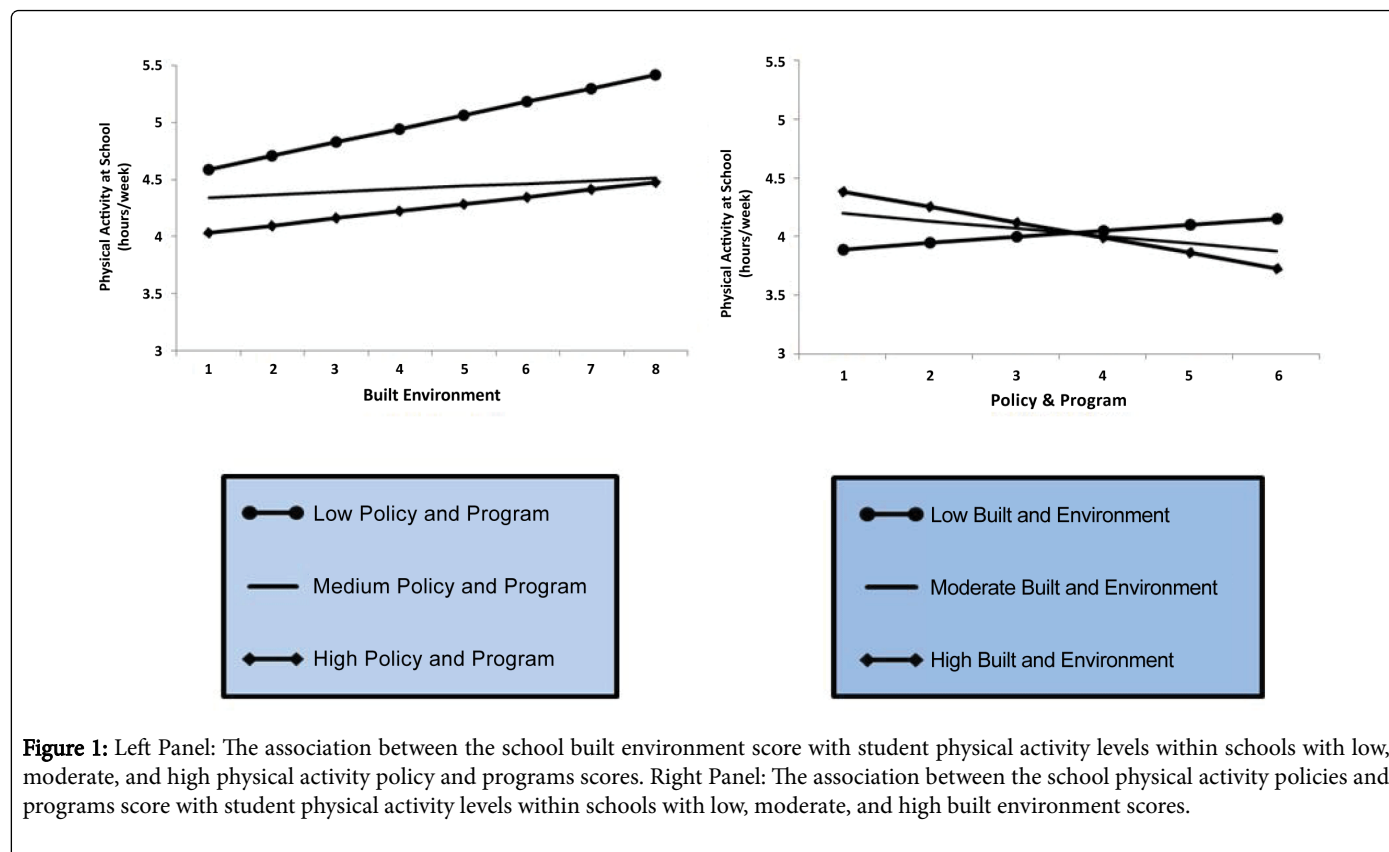 5.5
5
4.5
4
3.5
3
Physical Activity at School
(hours/week)
1 2 3 4 5 6 7 8
Built Environment
5.5
5
4.5
4
3.5
3
Physical Activity at School
(hours/week)
1 2 3 4 5 6
Policy & Program
Low Policy and Program
Medium Policy and Program
High Policy and Program
Low Built and Environment
Moderate Built and Environment
High Built and Environment
Figure 1: Left Panel: The association between the school built environment score with student physical activity levels within schools with low,
moderate, and high physical activity policy and programs scores. Right Panel: The association between the school physical activity policies and
programs score with student physical activity levels within schools with low, moderate, and high built environment scores.